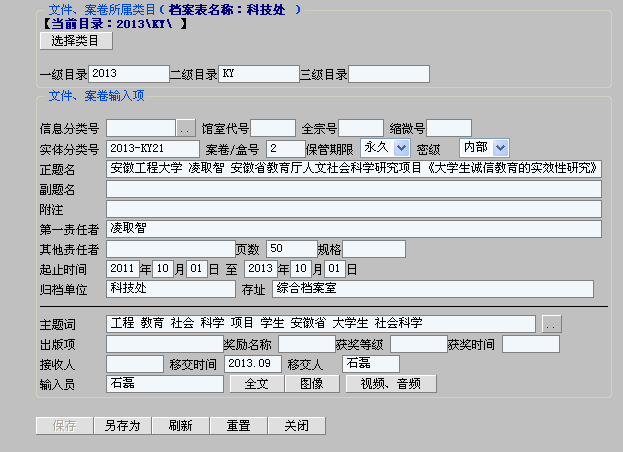 文件、案卷所属类目(档案表名称:科技处 )
【当前目录:2013\KY\ 】
选择类目
一级目录 2013 二级目录 KY 三级目录
文件、案卷输入项
信息分类号 .. 馆室代号 全宗号 缩微号
实体分类号 2013-KY21 案卷/盒号 2 保管期限 永久 密级 内部
正题名 安徽工程大学 凌取智 安徽省教育厅人文社会科学研究项目《大学生诚信教育的实效性研究》
副题名
附注
第一责任者 凌取智
其他责任者 页数 50 规格
起止时间 2011 年 10 月 01 日 至 2013 年 10 月 01 日
归档单位 科技处 存址 综合档案室
主题词 工程 教育 社会 科学 项目 学生 安徽省 大学生 社会科学 ..
出版项 奖励名称 获奖等级 获奖时间
接收人 移交时间 2013.09 移交人 石磊
输入员 石磊 全文 图像 视频、音频
保存 另存为 刷新 重置 关闭